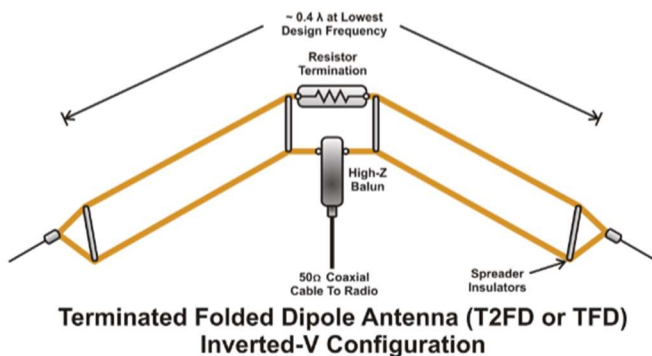 ~ 0.4 λ at Lowest
Design Frequency
Resistor
Termination
High-Z
Balun
50Ω Coaxial
Cable To Radio
Spreader
Insulators
Terminated Folded Dipole Antenna (T2FD or TFD)
Inverted-V Configuration